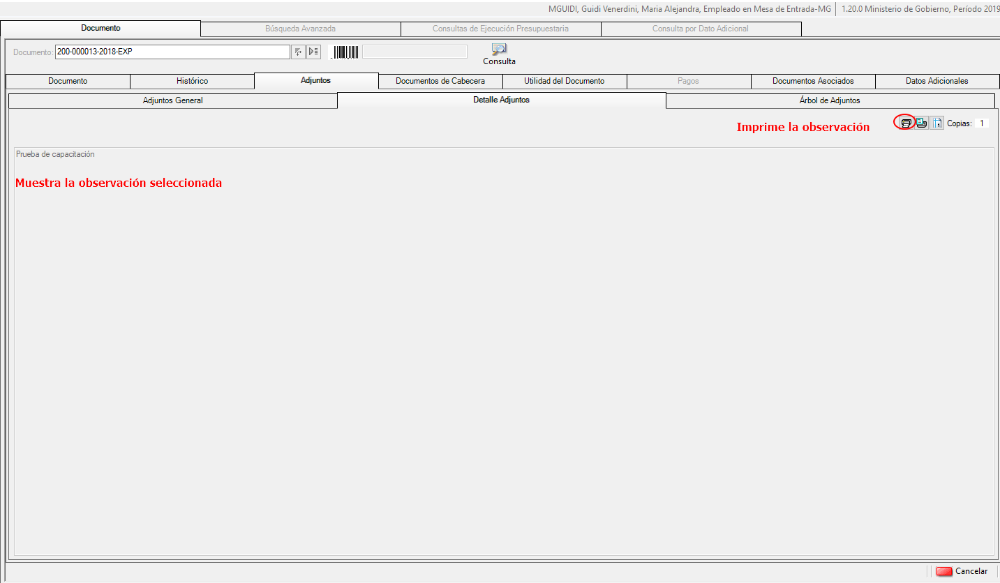 MGUIDI, Guidi Venerdini, Maria Alejandra, Empleado en Mesa de Entrada-MG 1.20.0 Ministerio de Gobierno, Período 2019
Documento Búsqueda Avanzada Consultas de Ejecución Presupuestaria Consulta por Dato Adicional
Documento: 200-000013-2018-EXP
Consulta
Documento Histórico Adjuntos Documentos de Cabecera Utilidad del Documento Pagos Documentos Asociados Datos Adicionales
Adjuntos General Detalle Adjuntos Árbol de Adjuntos
Imprime la observación Copias: 1
Prueba de capacitación
Muestra la observación seleccionada
Cancelar